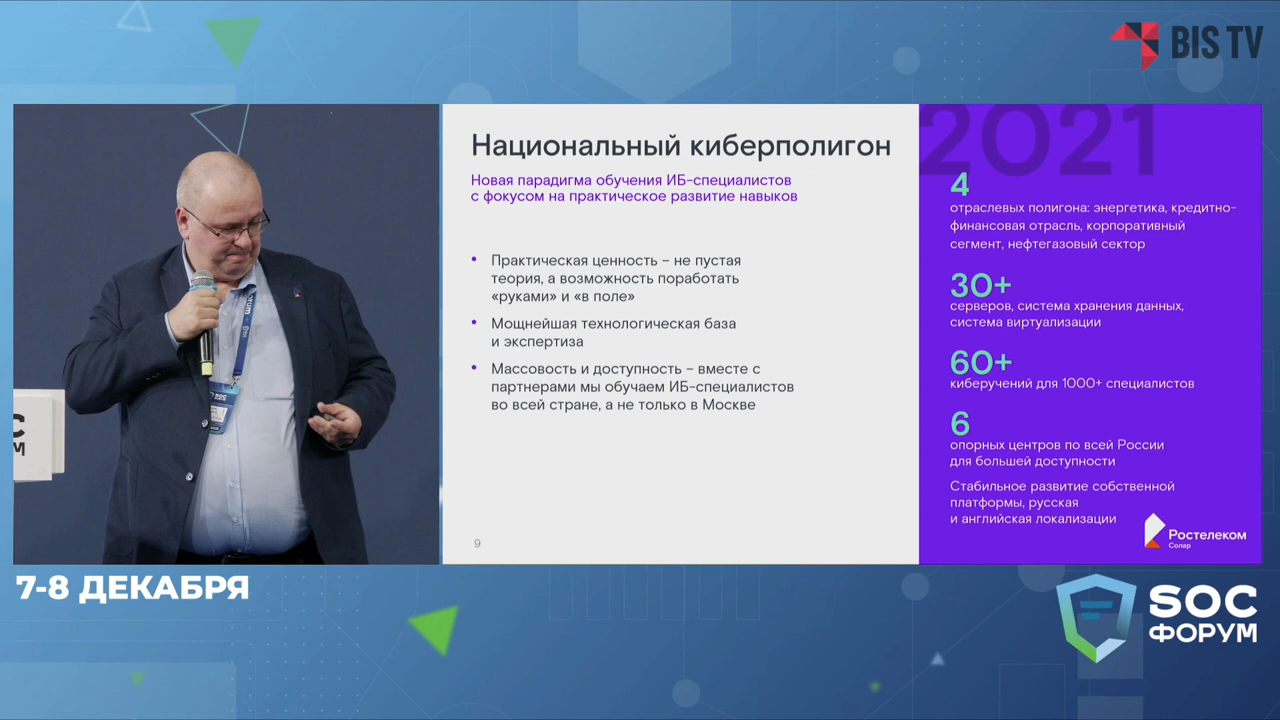 BIS TV
Национальный киберполигон
Новая парадигма обучения ИБ-специалистов
с фокусом на практическое развитие навыков
• Практическая ценность – не пустая
теория, а возможность поработать
«руками» и «в поле»
• Мощнейшая технологическая база
и экспертиза
• Массовость и доступность – вместе с
партнерами мы обучаем ИБ-специалистов
во всей стране, а не только в Москве
9
2021
4
отраслевых полигона: энергетика, кредитно-
финансовая отрасль, корпоративный
сегмент, нефтегазовый сектор
30+
серверов, система хранения данных,
система виртуализации
60+
киберучений для 1000+ специалистов
6
опорных центров по всей России
для большей доступности
Стабильное развитие собственной
платформы, русская
и английская локализации
Ростелеком
Солар
SOC
7-8 ДЕКАБРЯ
SOC
ФОРУМ